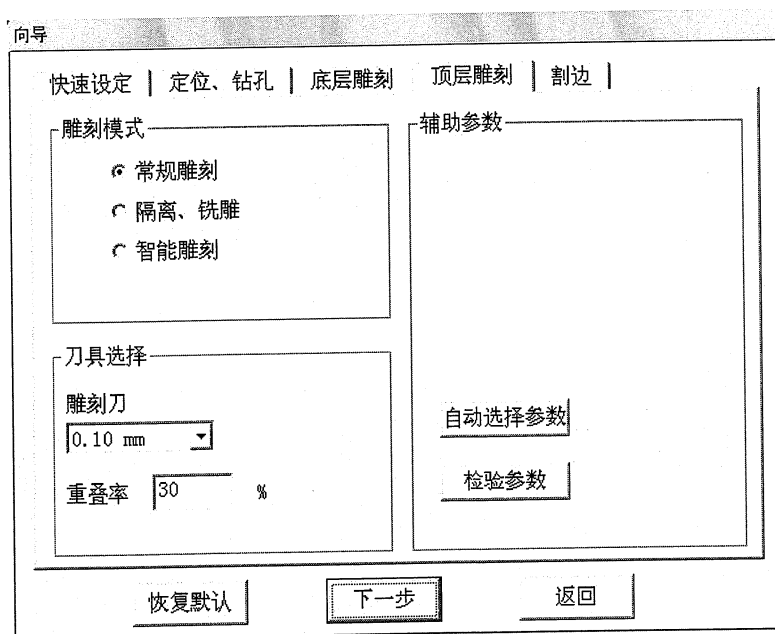 向导
快速设定 定位、钻孔 底层雕刻 顶层雕刻 割边
雕刻模式
常规雕刻
隔离、铣雕
智能雕刻
刀具选择
雕刻刀
0.10 mm
重叠率 30 %
辅助参数
自动选择参数
检验参数
恢复默认 下一步 返回